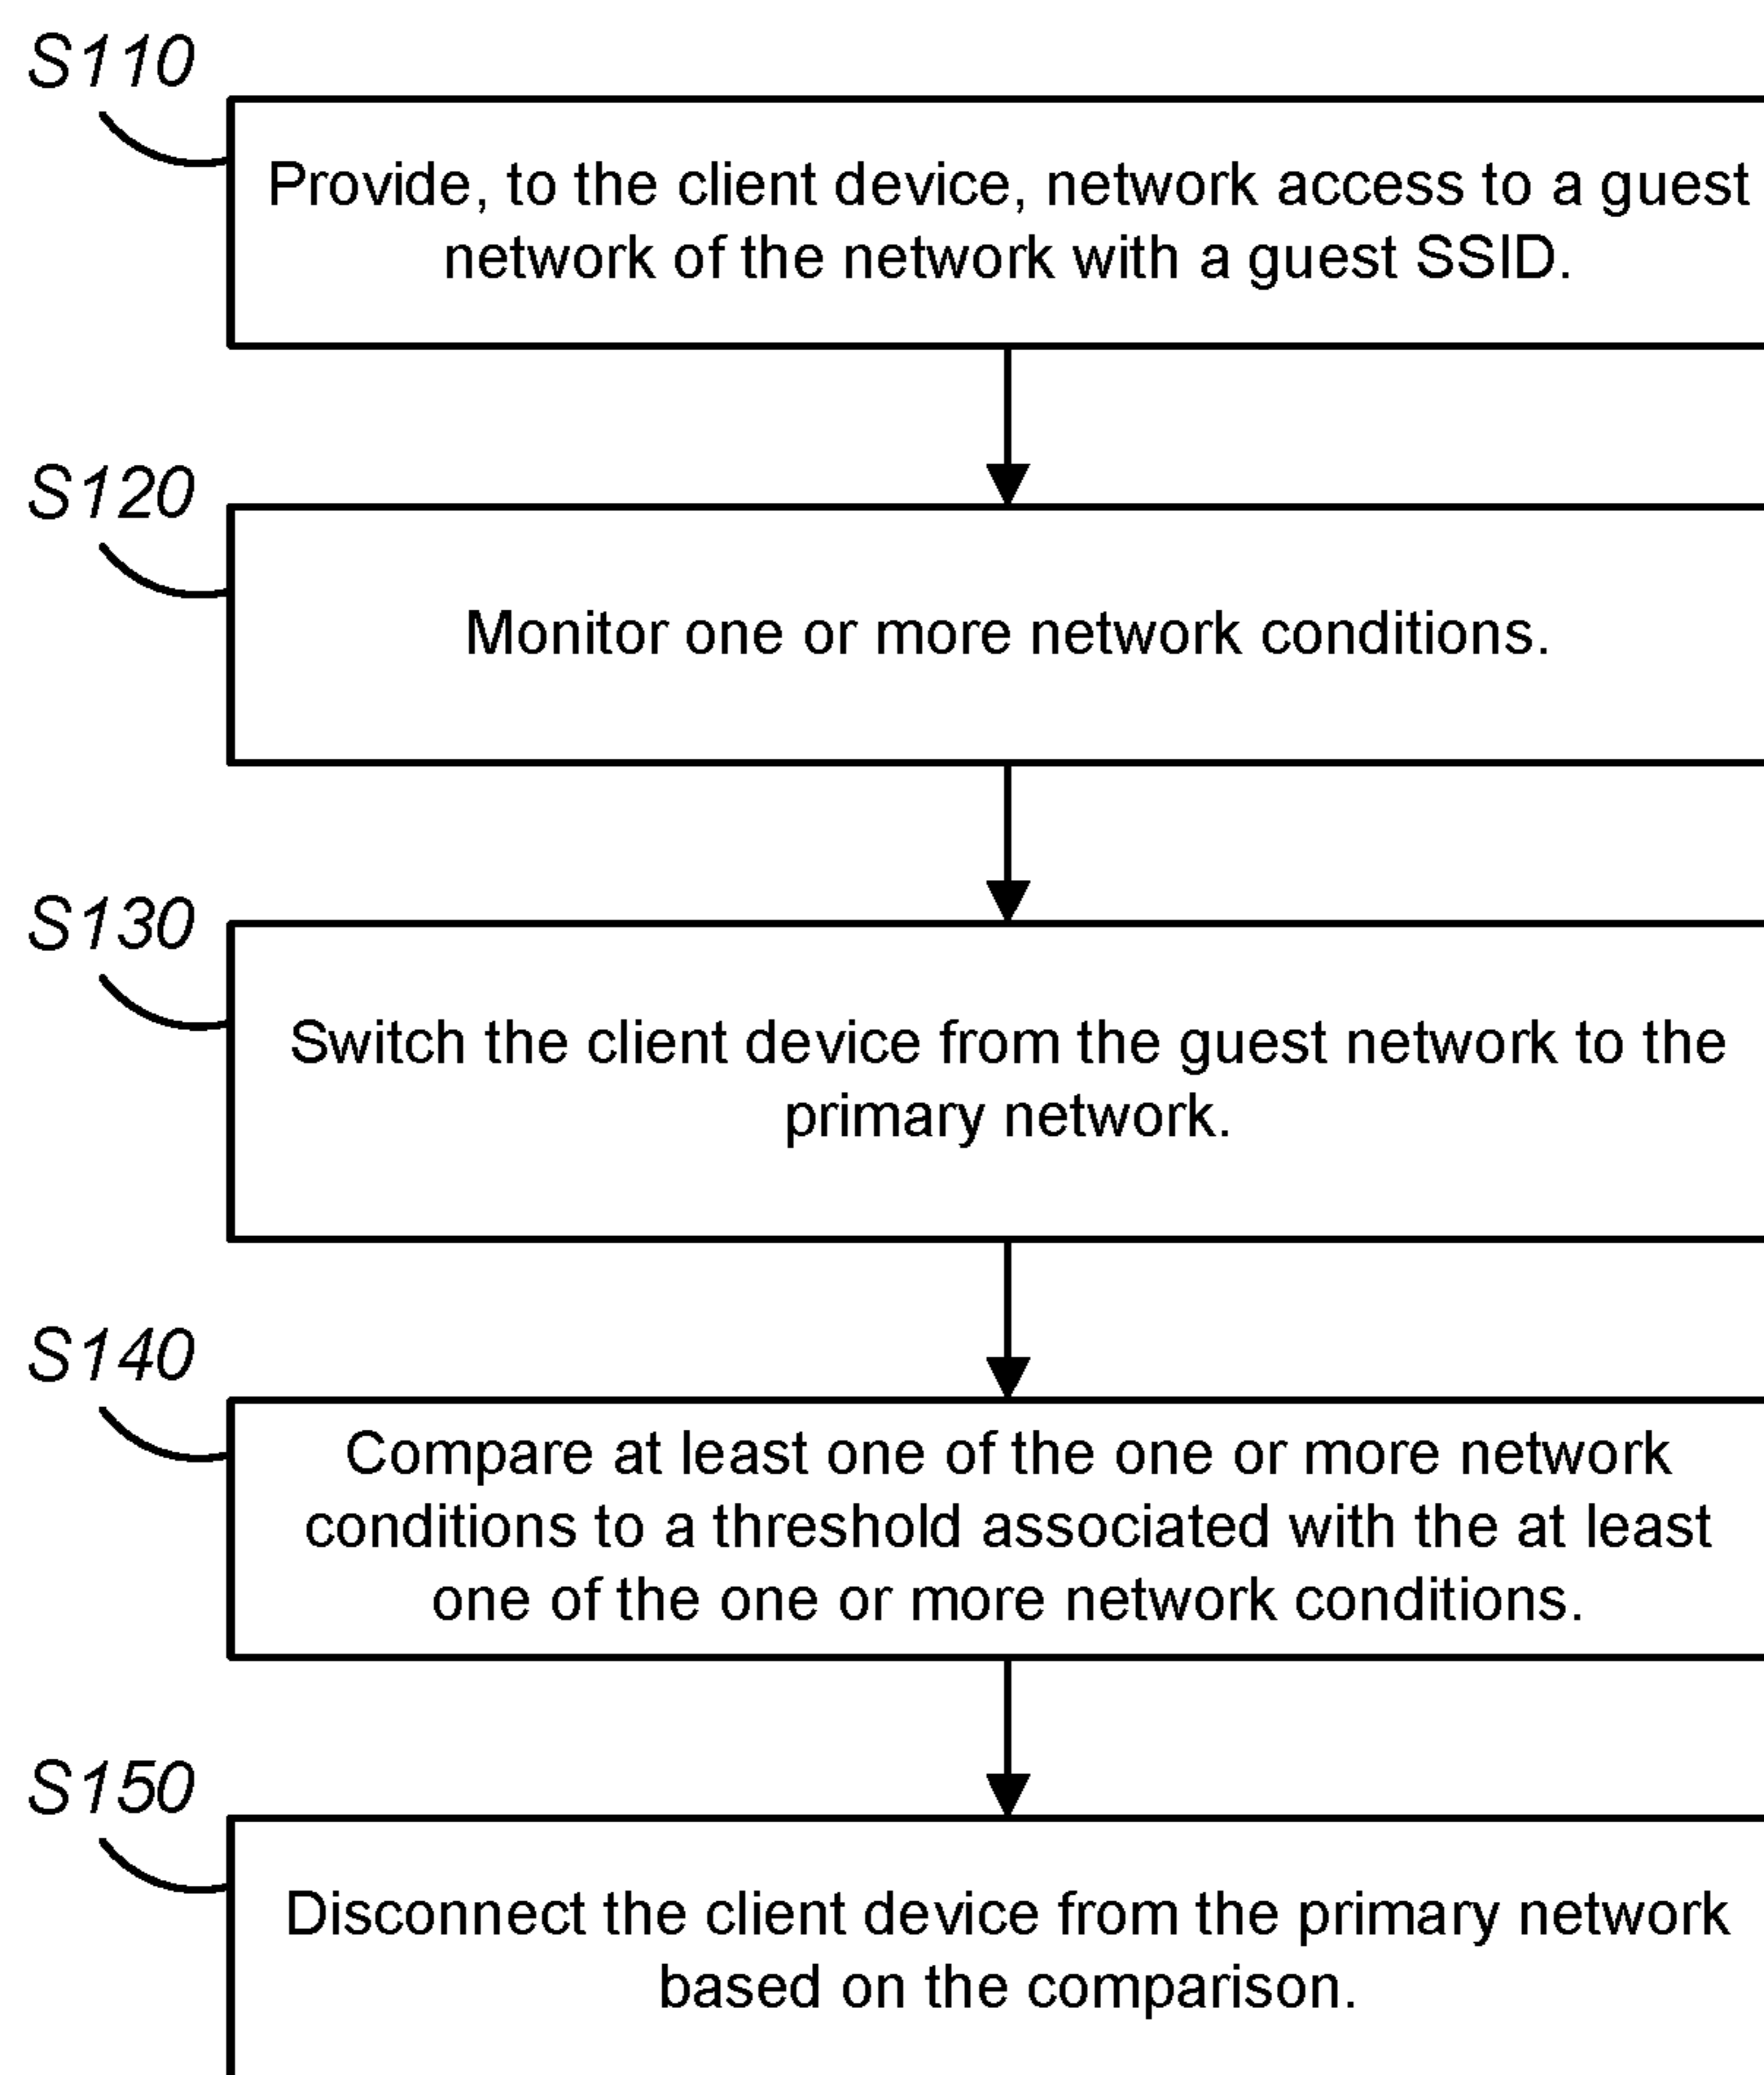 S110
Provide, to the client device, network access to a guest
network of the network with a guest SSID.
S120
Monitor one or more network conditions.
S130
Switch the client device from the guest network to the
primary network.
S140
Compare at least one of the one or more network
conditions to a threshold associated with the at least
one of the one or more network conditions.
S150
Disconnect the client device from the primary network
based on the comparison.